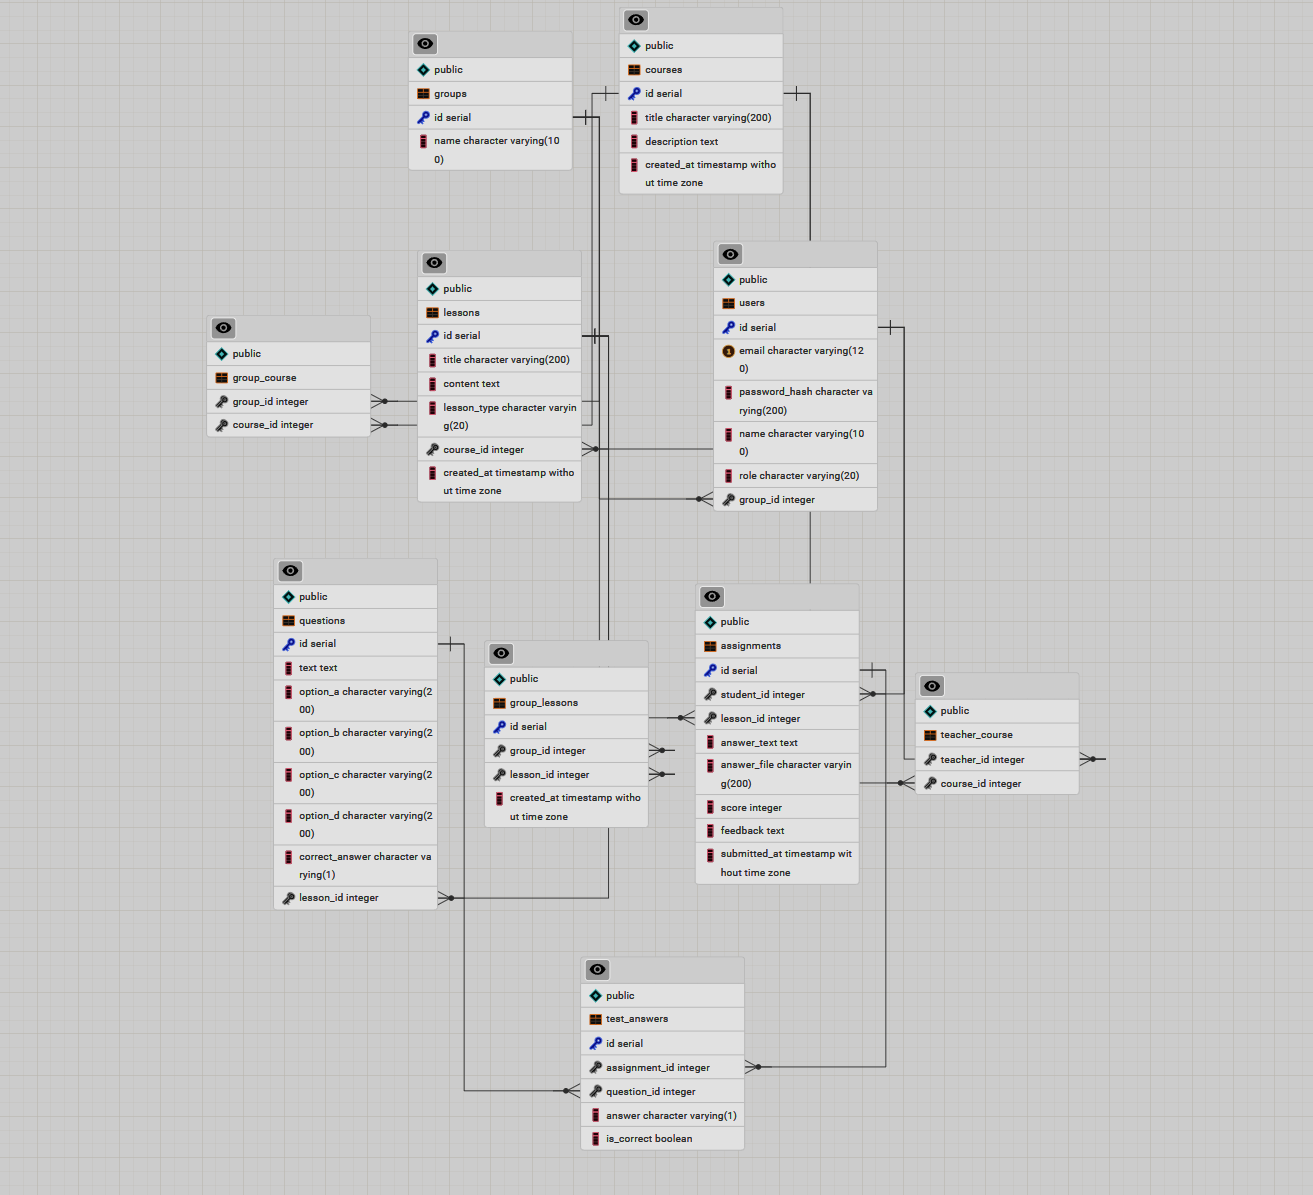 public
groups
id serial
name character varying(10
0)
public
courses
id serial
title character varying(200)
description text
created_at timestamp witho
ut time zone
public
group_course
group_id integer
course_id integer
public
lessons
id serial
title character varying(200)
content text
lesson_type character varyin
g(20)
course_id integer
created_at timestamp witho
ut time zone
public
users
id serial
email character varying(12
0)
password_hash character va
rying(200)
name character varying(10
0)
role character varying(20)
group_id integer
public
questions
id serial
text text
option_a character varying(2
00)
option_b character varying(2
00)
option_c character varying(2
00)
option_d character varying(2
00)
correct_answer character va
rying(1)
lesson_id integer
public
group_lessons
id serial
group_id integer
lesson_id integer
created_at timestamp witho
ut time zone
public
assignments
id serial
student_id integer
lesson_id integer
answer_text text
answer_file character varyin
g(200)
score integer
feedback text
submitted_at timestamp wit
hout time zone
public
teacher_course
teacher_id integer
course_id integer
public
test_answers
id serial
assignment_id integer
question_id integer
answer character varying(1)
is_correct boolean